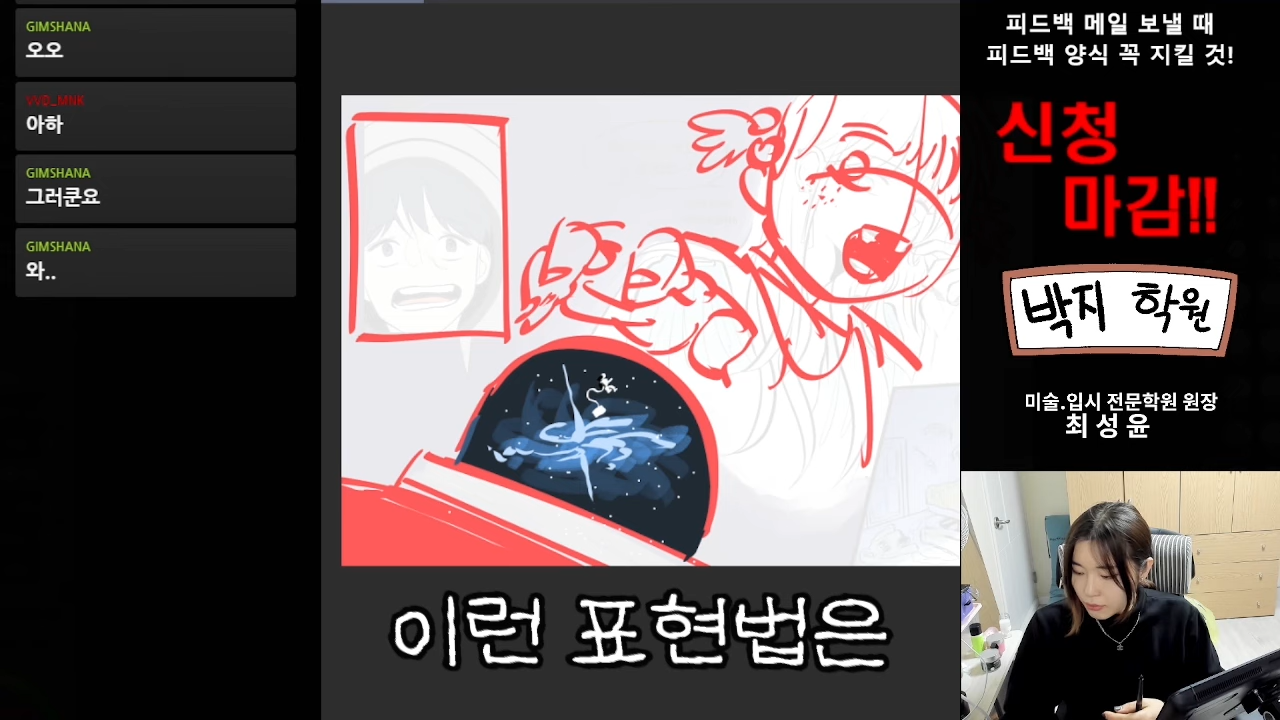 GIMSHANA
오오
VVD_MNK
아하
GIMSHANA
그러쿤요
GIMSHANA
와..
이런 표현법은
피드백 메일 보낼 때
피드백 양식 꼭 지킬 것!
신청
마감!!
박지 학원
미술.입시 전문학원 원장
최성윤